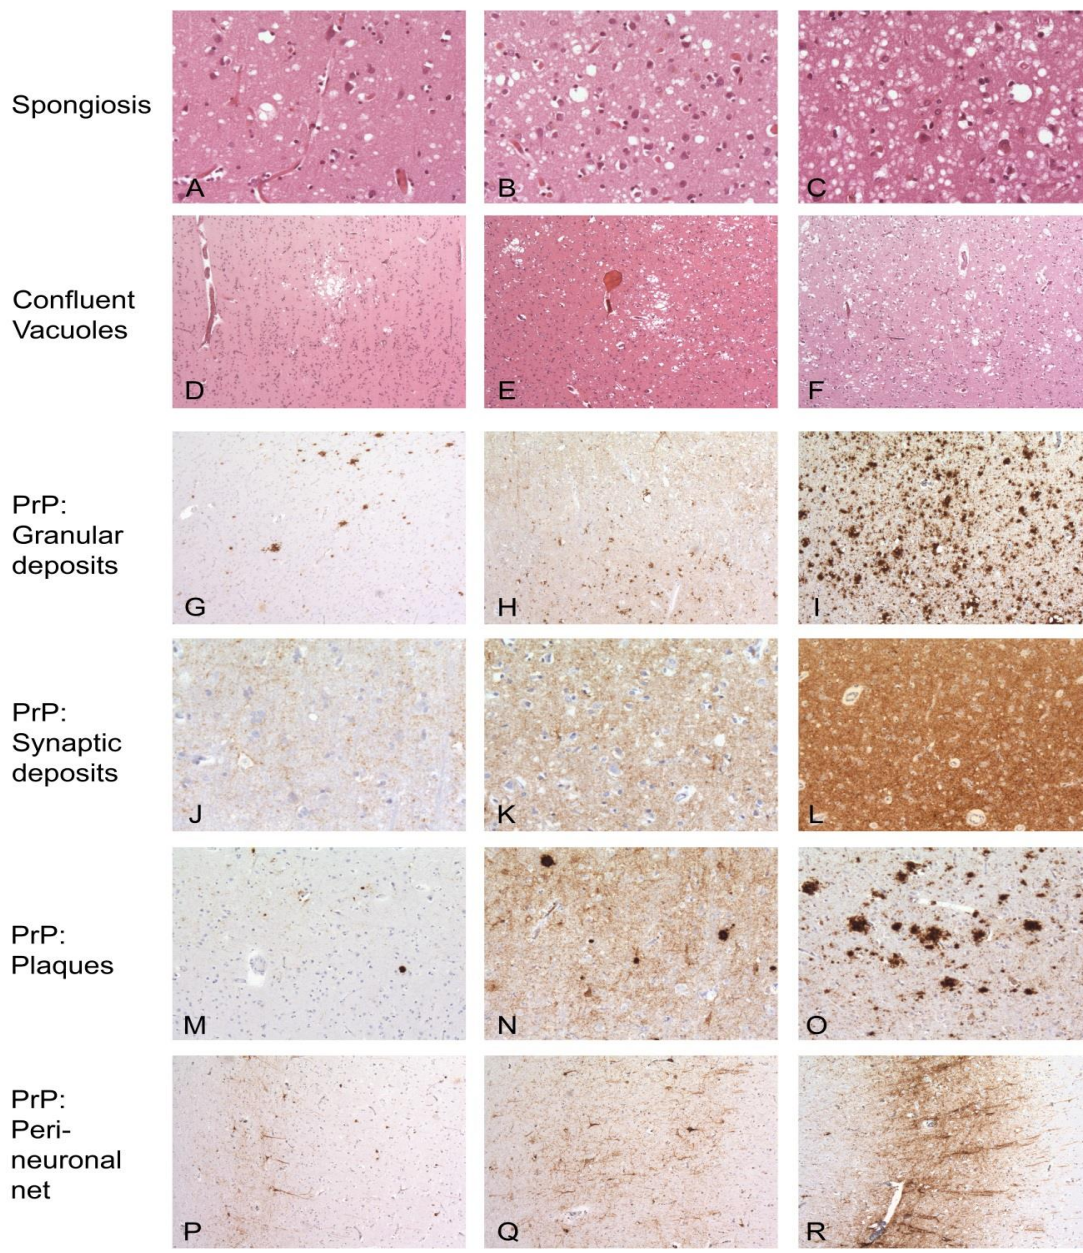 Spongiosis
A
B
C
Confluent
Vacuoles
D
E
F
PrP:
Granular
deposits
G
H
I
PrP:
Synaptic
deposits
J
K
L
PrP:
Plaques
M
N
O
PrP:
Peri-
neuronal
net
P
Q
R